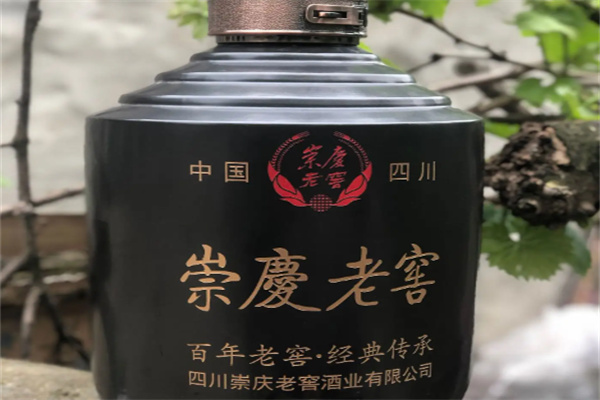 中国
崇慶
老窖
四川
崇慶老窖
百年老窖·经典传承
四川崇庆老窖酒业有限公司